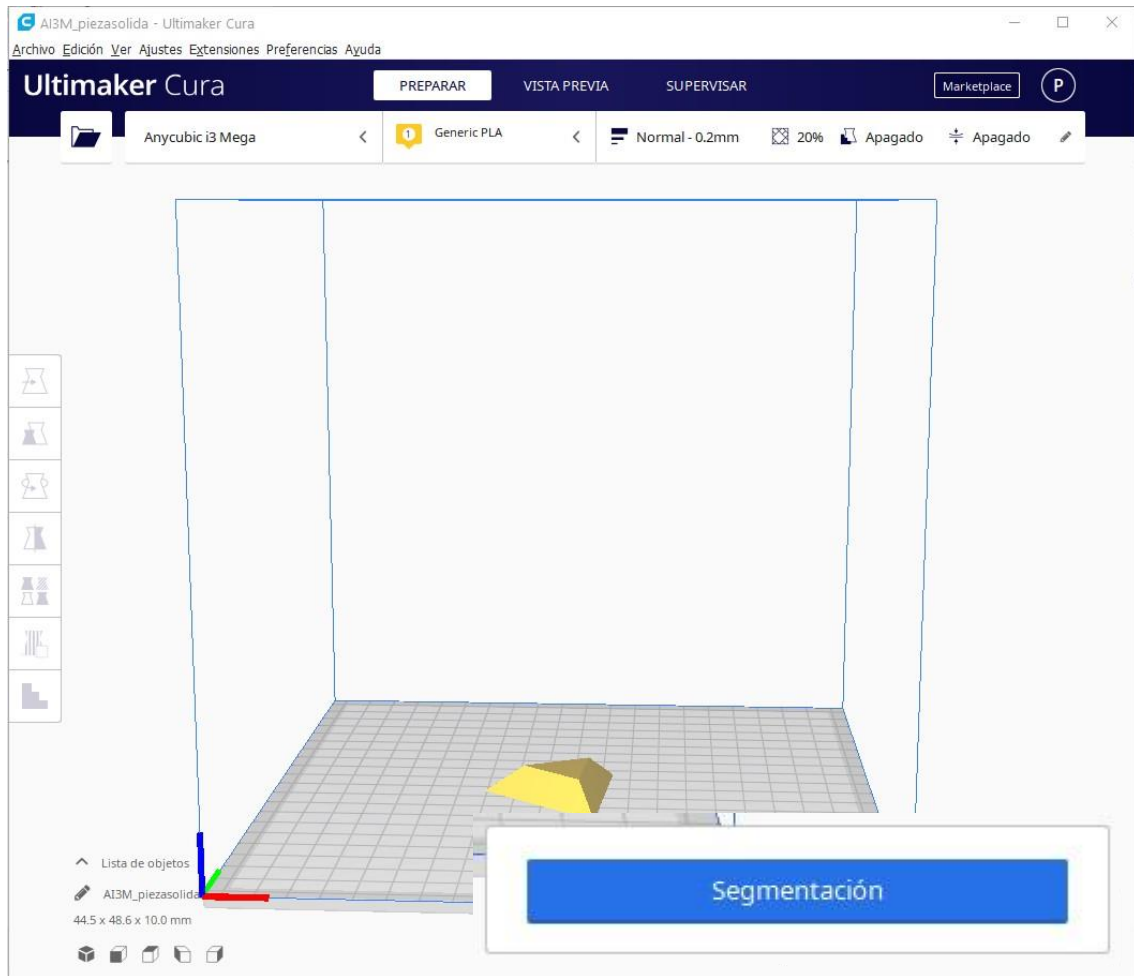 AI3M_piezasolida - Ultimaker Cura
Archivo Edición Ver Ajustes Extensiones Preferencias Ayuda
Ultimaker Cura PREPARAR VISTA PREVIA SUPERVISAR Marketplace P
Anycubic i3 Mega 1 Generic PLA Normal - 0.2mm 20% Apagado Apagado
Lista de objetos
AI3M_piezasolida
44.5 x 48.6 x 10.0 mm
Segmentación